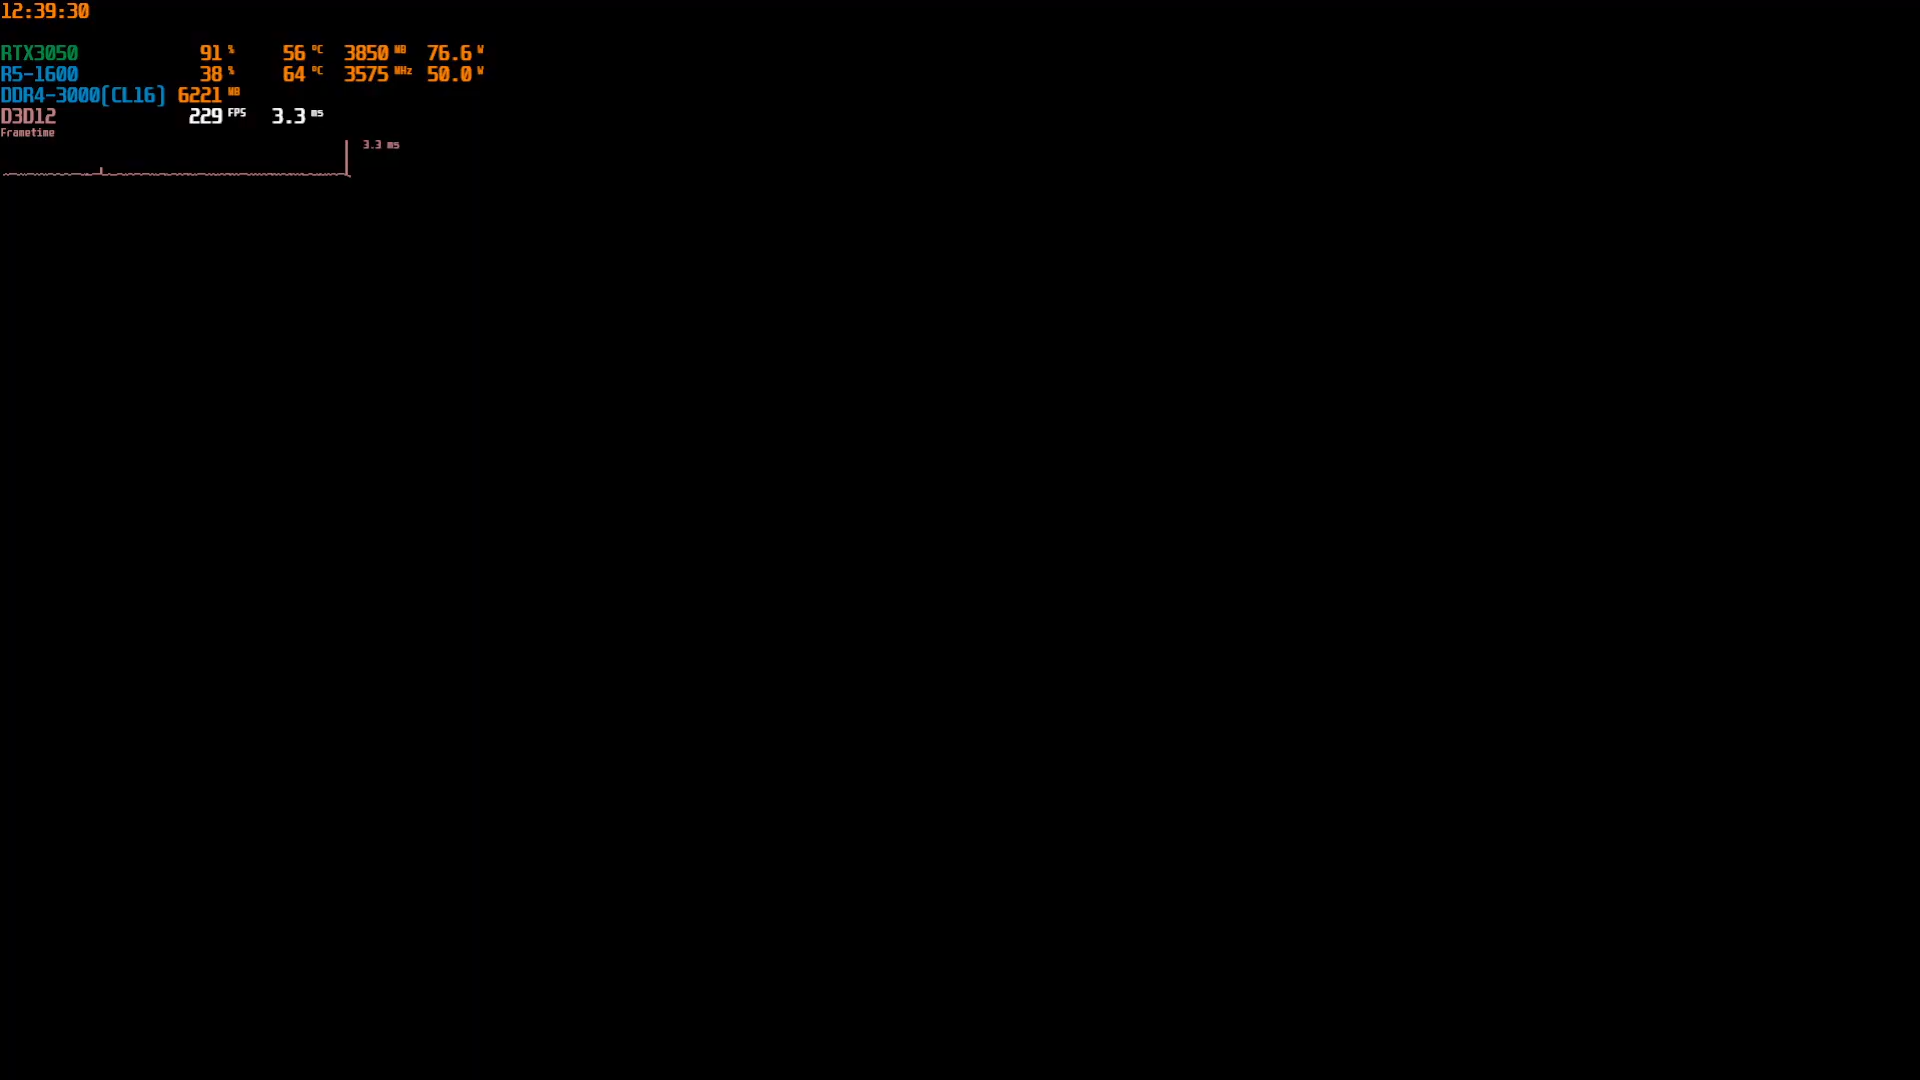 12:39:30
RTX3050 91 % 56 °C 3850 MB 76.6 W
R5-1600 38 % 64 °C 3575 MHz 50.0 W
DDR4-3000(CL16) 6221 MB
D3D12 229 FPS 3.3 ms
Frametime
3.3 ms